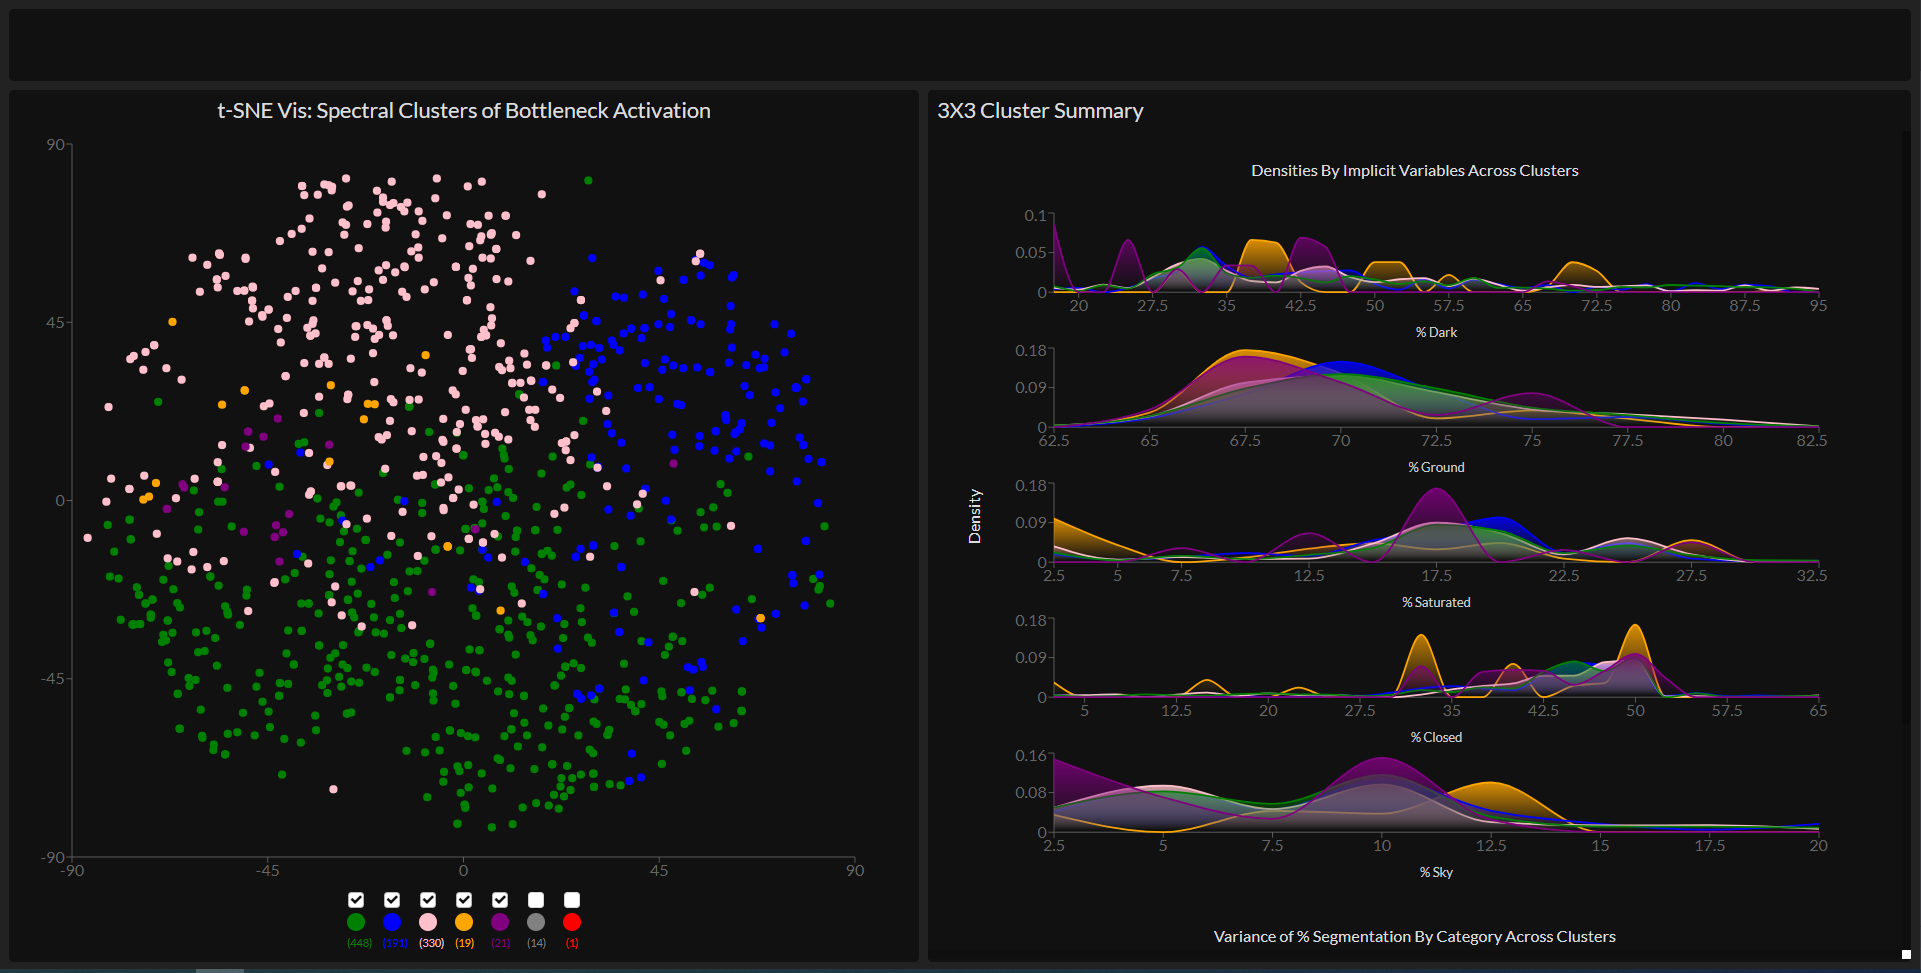 t-SNE Vis: Spectral Clusters of Bottleneck Activation
90
45
0
-45
-90
-90 -45 0 45 90
(448) (191) (330) (19) (21) (14) (1)
3X3 Cluster Summary
Densities By Implicit Variables Across Clusters
Density
0.1
0.05
0
20 27.5 35 42.5 50 57.5 65 72.5 80 87.5 95
% Dark
0.18
0.09
0
62.5 65 67.5 70 72.5 75 77.5 80 82.5
% Ground
0.18
0.09
0
2.5 5 7.5 12.5 17.5 22.5 27.5 32.5
% Saturated
0.18
0.09
0
5 12.5 20 27.5 35 42.5 50 57.5 65
% Closed
0.16
0.08
0
2.5 5 7.5 10 12.5 15 17.5 20
% Sky
Variance of % Segmentation By Category Across Clusters